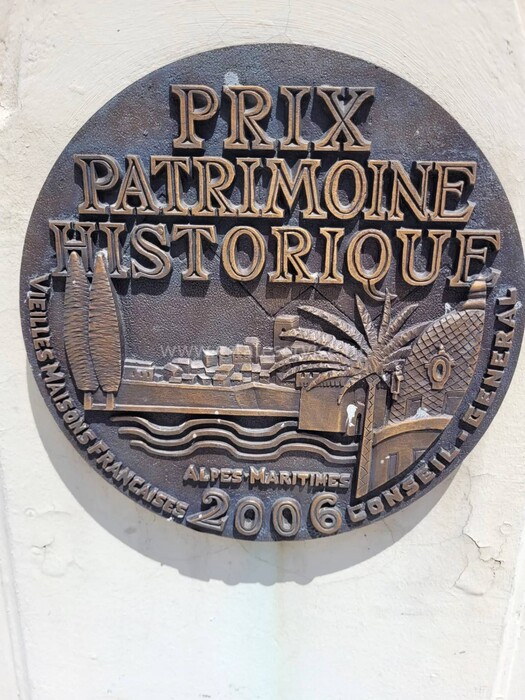 PRIX
PATRIMOINE
HISTORIQUE
VIEILLES MAISONS FRANÇAISES
ALPES-MARITIMES
2006
CONSEIL-GENERAL